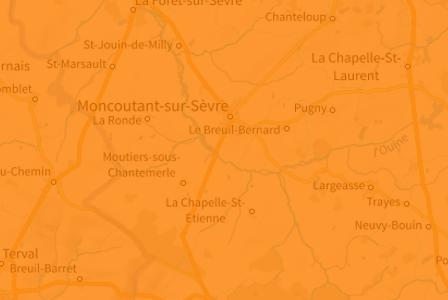 La Forêt-sur-Sèvre
Chanteloup
St-Jouin-de-Milly
La Chapelle-St-
Laurent
rnais
St-Marsault
omblet
Moncoutant-sur-Sèvre
Pugny
La Ronde
Le Breuil-Bernard
l'Ouine
Moutiers-sous-
Chantemerle
u-Chemin
Largeasse
La Chapelle-St-
Étienne
Trayes
Neuvy-Bouin
Terval
Po
Breuil-Barret